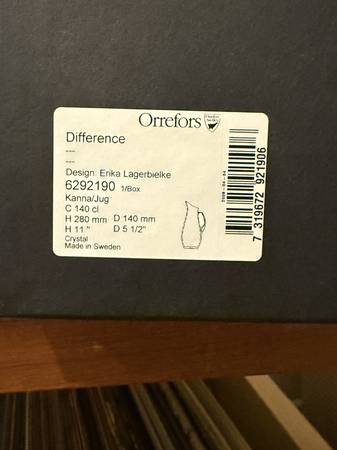 Orrefors
Difference
---
---
Design: Erika Lagerbielke
6292190 1/Box
Kanna/Jug
C 140 cl
H 280 mm D 140 mm
H 11 " D 5 1/2"
Crystal
Made in Sweden
7 319672 921906